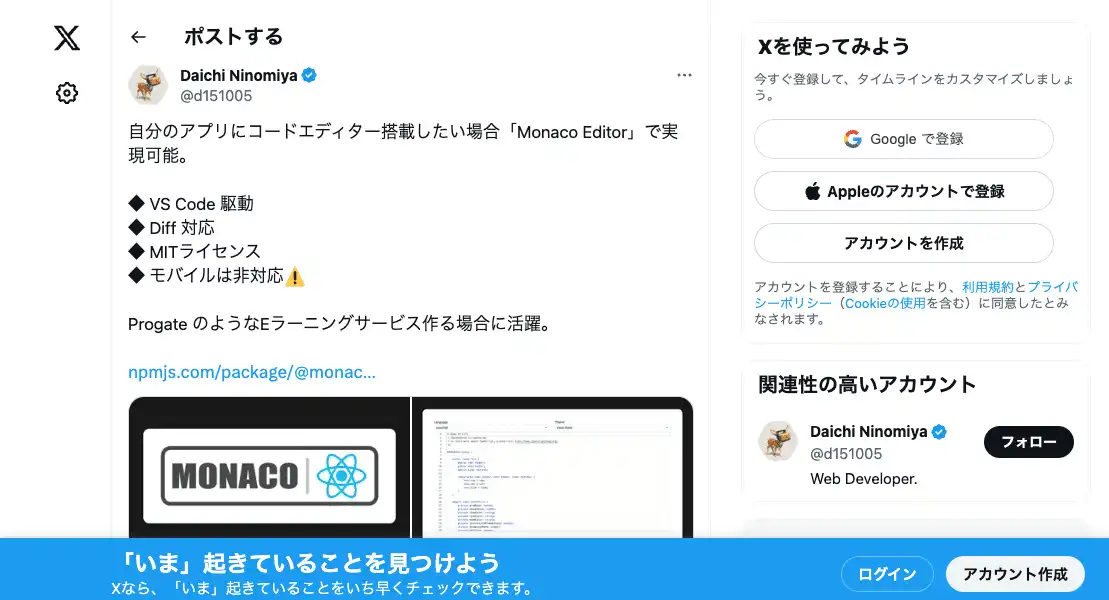 ポストする
Daichi Ninomiya
@d151005
自分のアプリにコードエディター搭載したい場合「Monaco Editor」で実
現可能。
◆ VS Code 駆動
◆ Diff 対応
◆ MITライセンス
◆ モバイルは非対応⚠️
Progate のようなEラーニングサービス作る場合に活躍。
npmjs.com/package/@monac…
MONACO
Xを使ってみよう
今すぐ登録して、タイムラインをカスタマイズしましょ
う。
Google で登録
Appleのアカウントで登録
アカウントを作成
アカウントを登録することにより、利用規約とプライバ
シーポリシー（Cookieの使用を含む）に同意したとみ
なされます。
関連性の高いアカウント
Daichi Ninomiya
@d151005
フォロー
Web Developer.
「いま」起きていることを見つけよう
Xなら、「いま」起きていることをいち早くチェックできます。
ログイン
アカウント作成